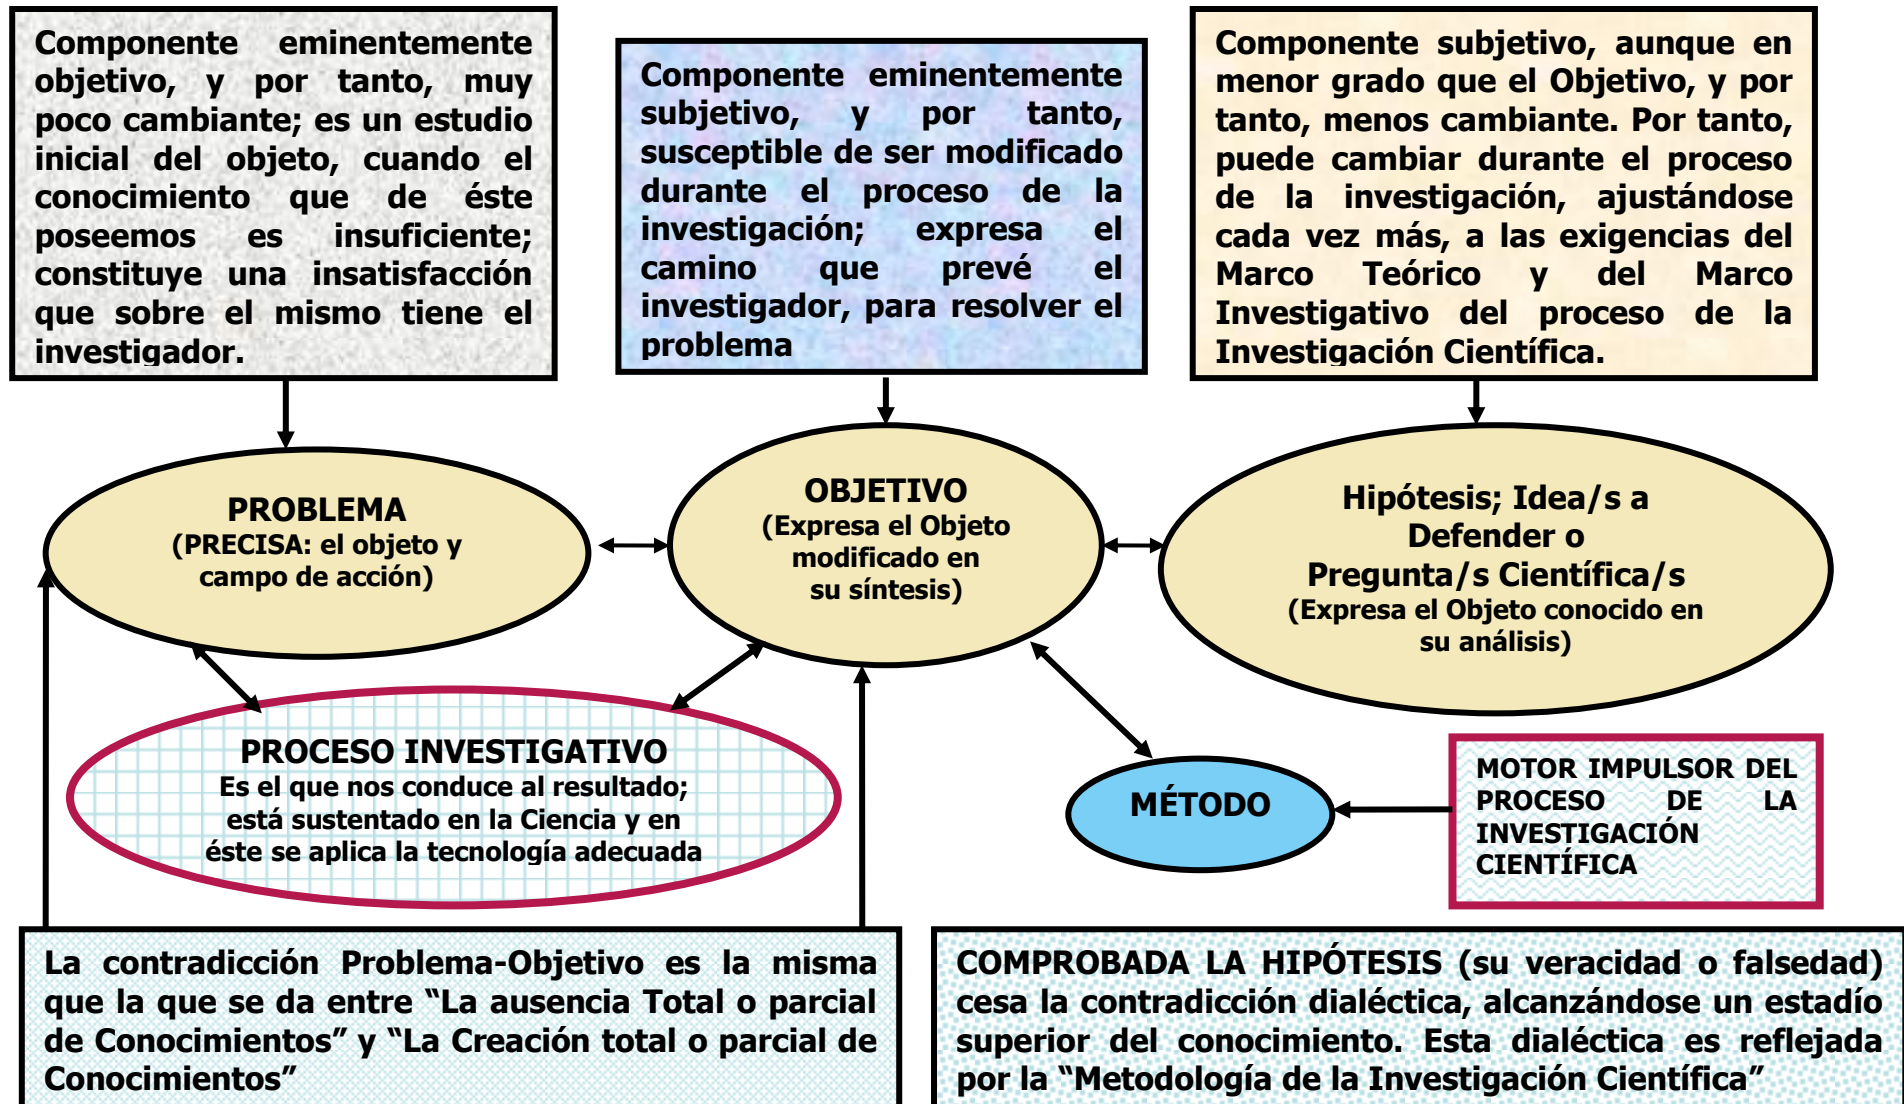 Componente eminentemente
objetivo, y por tanto, muy
poco cambiante; es un estudio
inicial del objeto, cuando el
conocimiento que de éste
poseemos es insuficiente;
constituye una insatisfacción
que sobre el mismo tiene el
investigador.
Componente eminentemente
subjetivo, y por tanto,
susceptible de ser modificado
durante el proceso de la
investigación; expresa el
camino que prevé el
investigador, para resolver el
problema
Componente subjetivo, aunque en
menor grado que el Objetivo, y por
tanto, menos cambiante. Por tanto,
puede cambiar durante el proceso
de la investigación, ajustándose
cada vez más, a las exigencias del
Marco Teórico y del Marco
Investigativo del proceso de la
Investigación Científica.
PROBLEMA
(PRECISA: el objeto y
campo de acción)
OBJETIVO
(Expresa el Objeto
modificado en
su síntesis)
Hipótesis; Idea/s a
Defender o
Pregunta/s Científica/s
(Expresa el Objeto conocido en
su análisis)
PROCESO INVESTIGATIVO
Es el que nos conduce al resultado;
está sustentado en la Ciencia y en
éste se aplica la tecnología adecuada
MÉTODO
MOTOR IMPULSOR DEL
PROCESO DE LA
INVESTIGACIÓN
CIENTÍFICA
La contradicción Problema-Objetivo es la misma
que la que se da entre “La ausencia Total o parcial
de Conocimientos” y “La Creación total o parcial de
Conocimientos”
COMPROBADA LA HIPÓTESIS (su veracidad o falsedad)
cesa la contradicción dialéctica, alcanzándose un estadío
superior del conocimiento. Esta dialéctica es reflejada
por la “Metodología de la Investigación Científica”